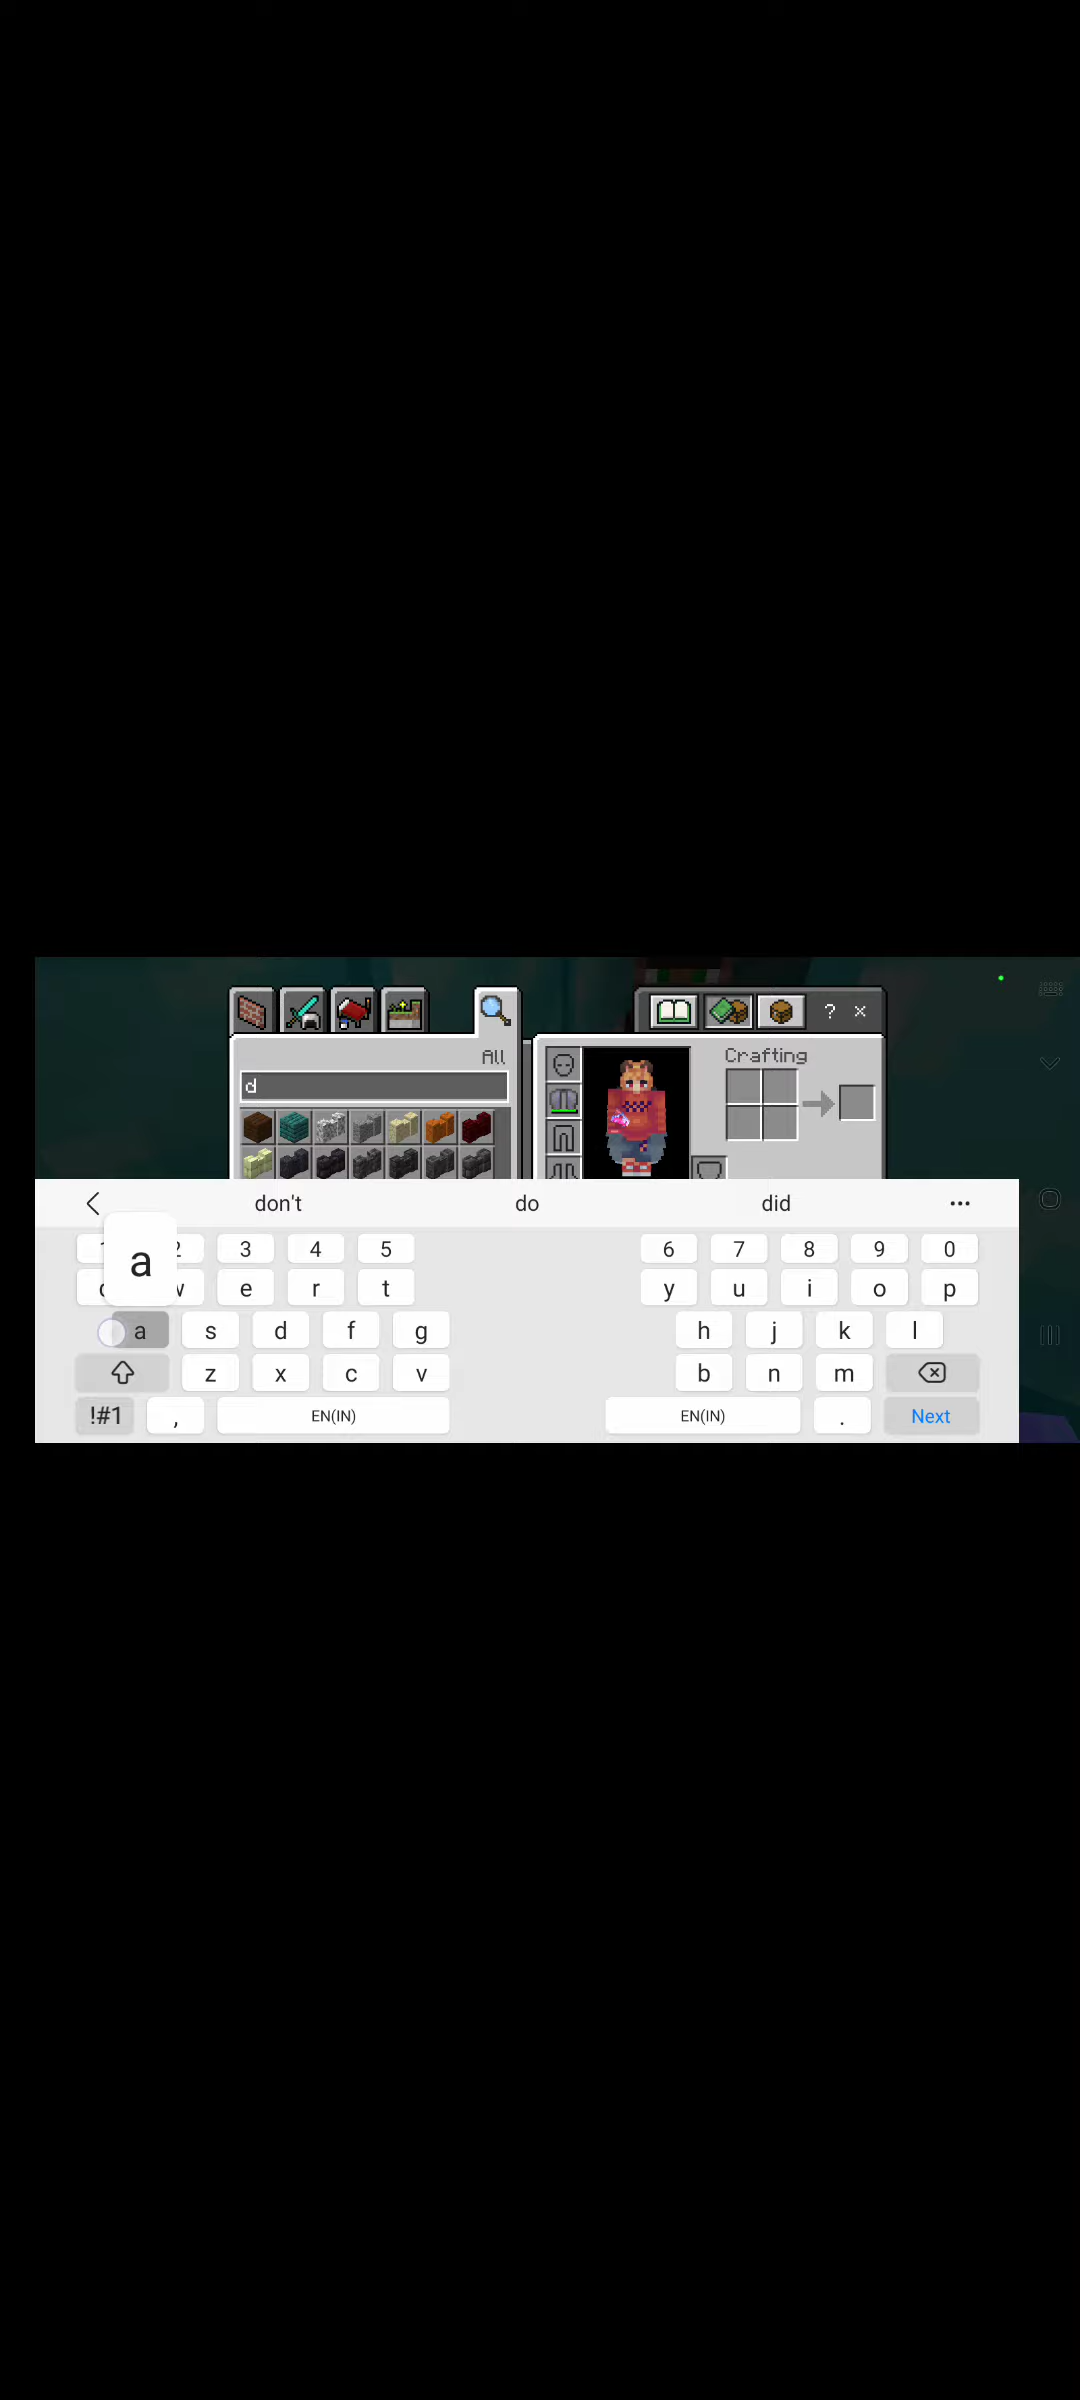 ? ×
All
Crafting
d
don't do did •••
a
3 4 5 6 7 8 9 0
e r t y u i o p
a s d f g h j k l
z x c v b n m
!#1 , EN(IN) EN(IN) . Next